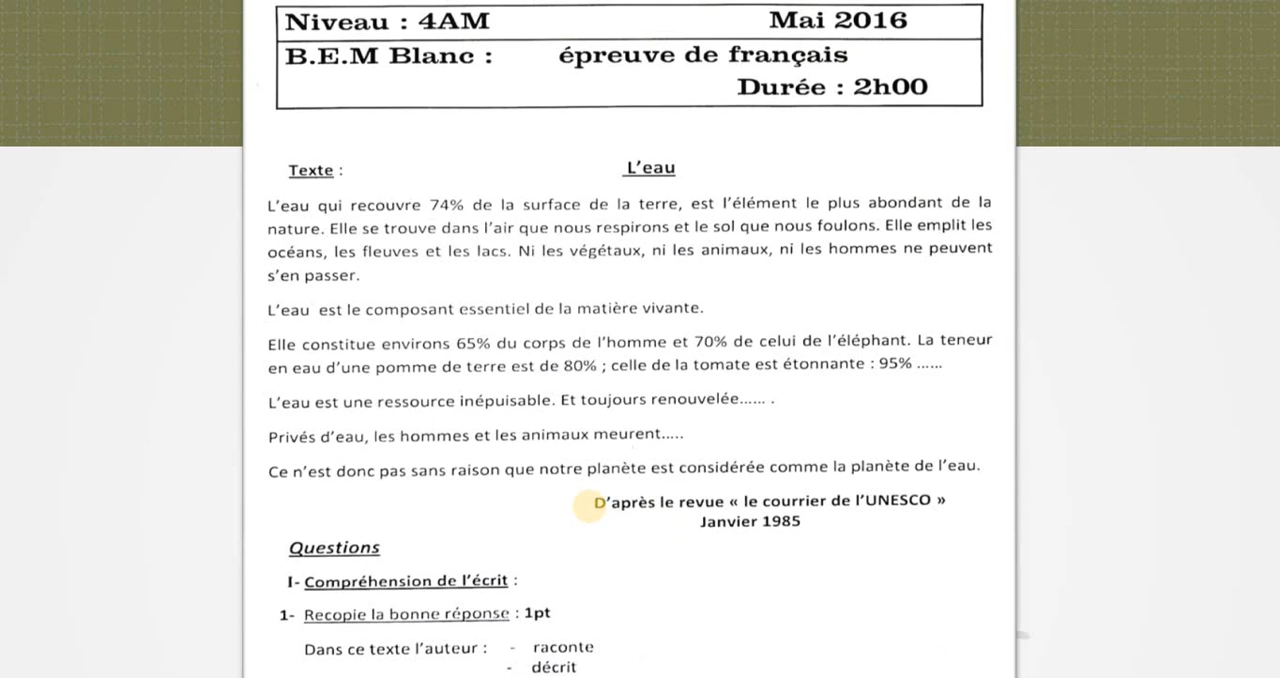 Niveau : 4AM Mai 2016
B.E.M Blanc : épreuve de français
Durée : 2h00
Texte : L'eau
L'eau qui recouvre 74% de la surface de la terre, est l'élément le plus abondant de la
nature. Elle se trouve dans l'air que nous respirons et le sol que nous foulons. Elle emplit les
océans, les fleuves et les lacs. Ni les végétaux, ni les animaux, ni les hommes ne peuvent
s'en passer.
L'eau est le composant essentiel de la matière vivante.
Elle constitue environs 65% du corps de l'homme et 70% de celui de l'éléphant. La teneur
en eau d'une pomme de terre est de 80% ; celle de la tomate est étonnante : 95% ......
L'eau est une ressource inépuisable. Et toujours renouvelée...... .
Privés d'eau, les hommes et les animaux meurent.....
Ce n'est donc pas sans raison que notre planète est considérée comme la planète de l'eau.
D'après le revue « le courrier de l'UNESCO »
Janvier 1985
Questions
I- Compréhension de l'écrit :
1- Recopie la bonne réponse : 1pt
Dans ce texte l'auteur : - raconte
- décrit